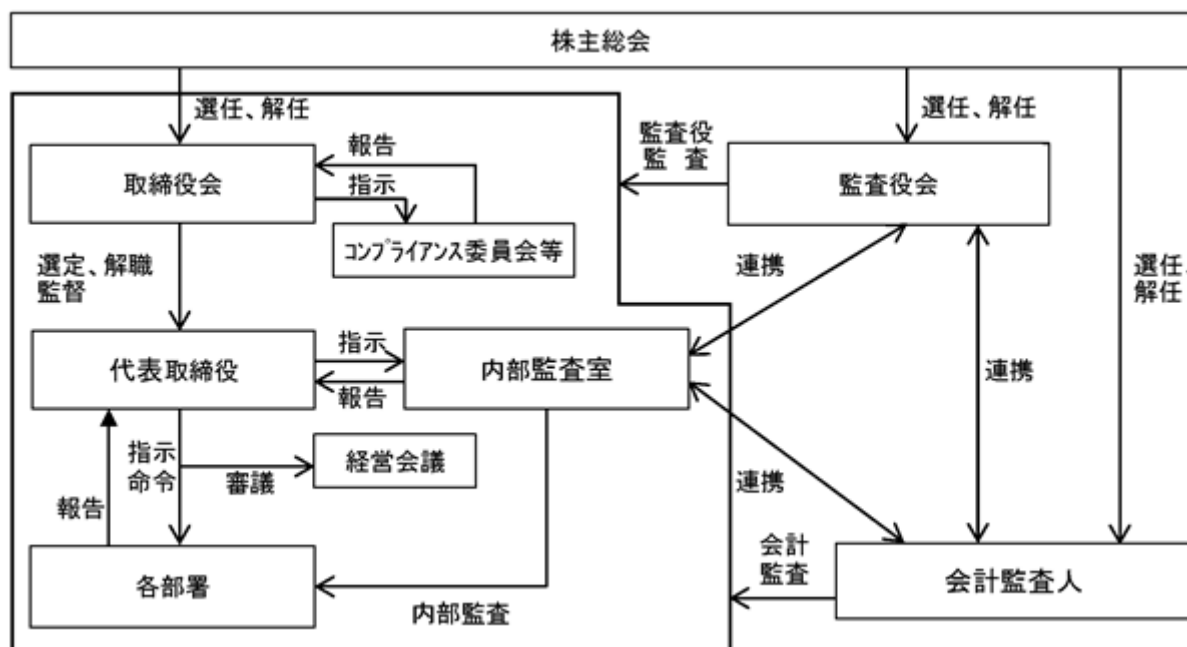 株主総会
選任、解任
選任、解任
報告
監査役
監　査
取締役会
指示
監査役会
コンプライアンス委員会等
選定、解職
監督
連携
選任、
解任
代表取締役
指示
報告
内部監査室
連携
指示
命令
審議
経営会議
連携
報告
会計
監査
各部署
内部監査
会計監査人